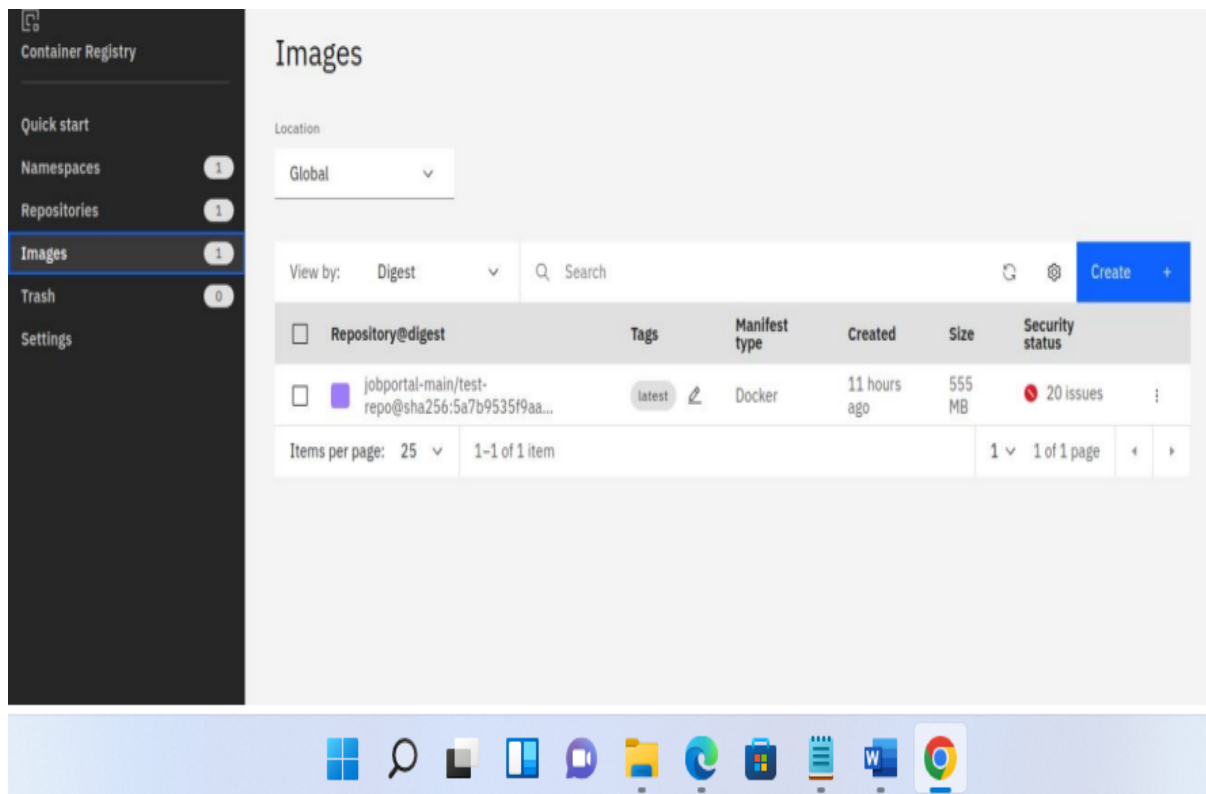 Container Registry
Quick start
Namespaces 1
Repositories 1
Images 1
Trash 0
Settings
Images
Location
Global
View by: Digest
Search
Create +
Repository@digest Tags Manifest type Created Size Security status
jobportal-main/test-
repo@sha256:5a7b9535f9aa...
latest
Docker
11 hours
ago
555
MB
20 issues
Items per page: 25
1–1 of 1 item
1
1 of 1 page
W